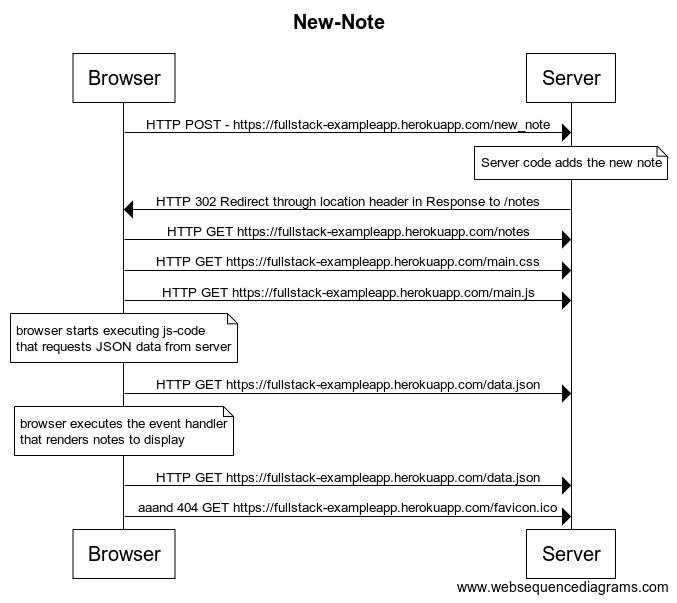 New-Note
Browser
Server
HTTP POST - https://fullstack-exampleapp.herokuapp.com/new_note
Server code adds the new note
HTTP 302 Redirect through location header in Response to /notes
HTTP GET https://fullstack-exampleapp.herokuapp.com/notes
HTTP GET https://fullstack-exampleapp.herokuapp.com/main.css
HTTP GET https://fullstack-exampleapp.herokuapp.com/main.js
browser starts executing js-code
that requests JSON data from server
HTTP GET https://fullstack-exampleapp.herokuapp.com/data.json
browser executes the event handler
that renders notes to display
HTTP GET https://fullstack-exampleapp.herokuapp.com/data.json
aaand 404 GET https://fullstack-exampleapp.herokuapp.com/favicon.ico
Browser
Server
www.websequencediagrams.com